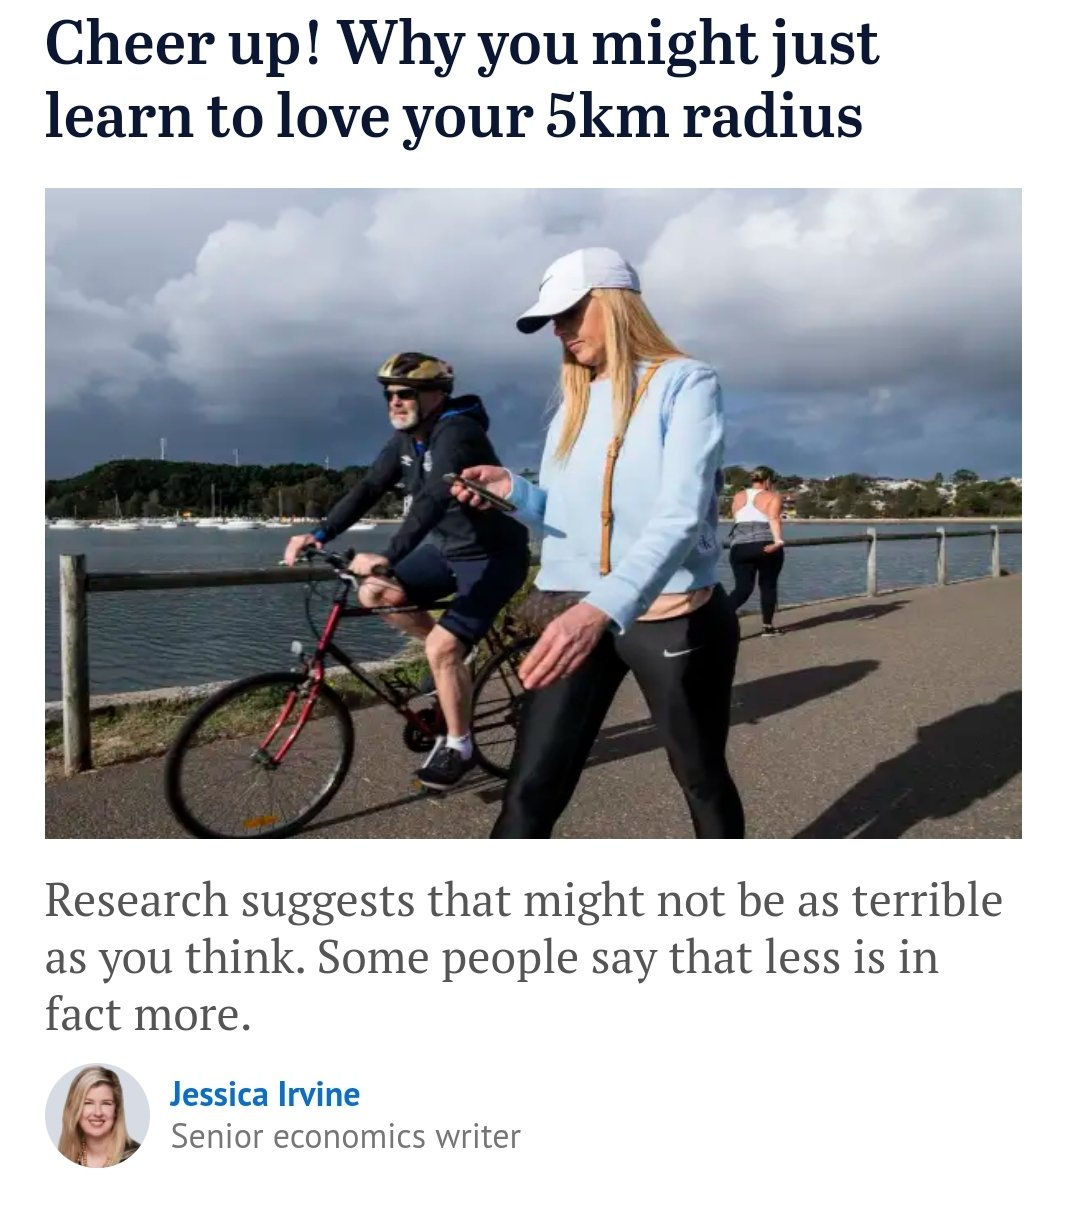 Cheer up! Why you might just
learn to love your 5km radius
Research suggests that might not be as terrible
as you think. Some people say that less is in
fact more.
Jessica Irvine
Senior economics writer